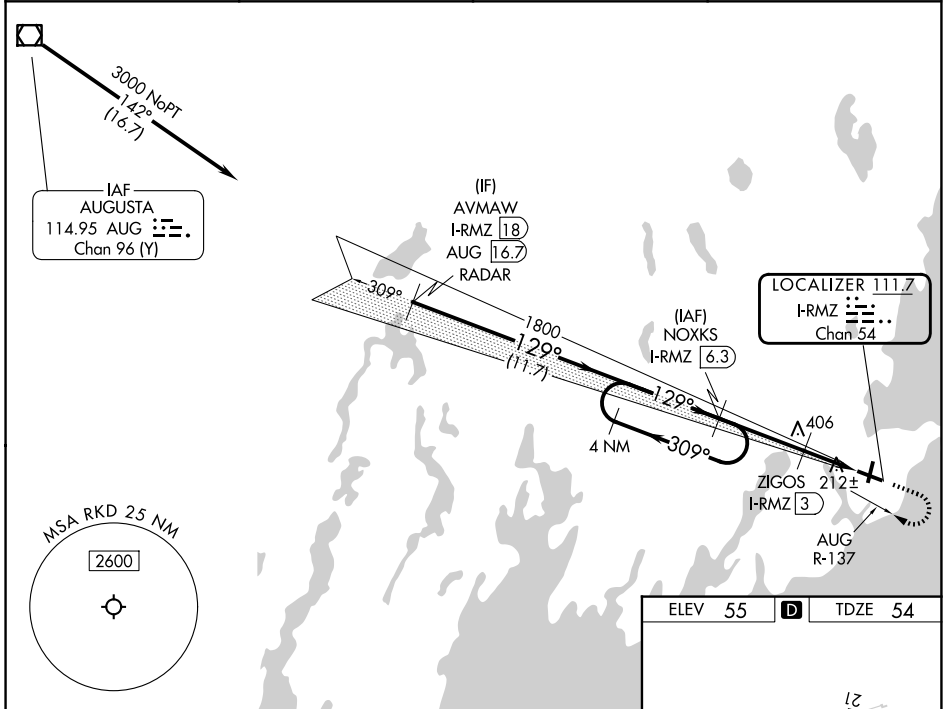 3000 NoPT
142°
(16.7)
IAF
AUGUSTA
114.95 AUG
Chan 96 (Y)
(IF)
AVMAW
I-RMZ 18
AUG 16.7
RADAR
309°
1800
129°
(11.7)
(IAF)
NOXKS
I-RMZ 6.3
LOCALIZER 111.7
I-RMZ
Chan 54
129°
309°
4 NM
406
ZIGOS
I-RMZ 3
212±
AUG
R-137
MSA RKD 25 NM
2600
ELEV 55 D TDZE 54
21